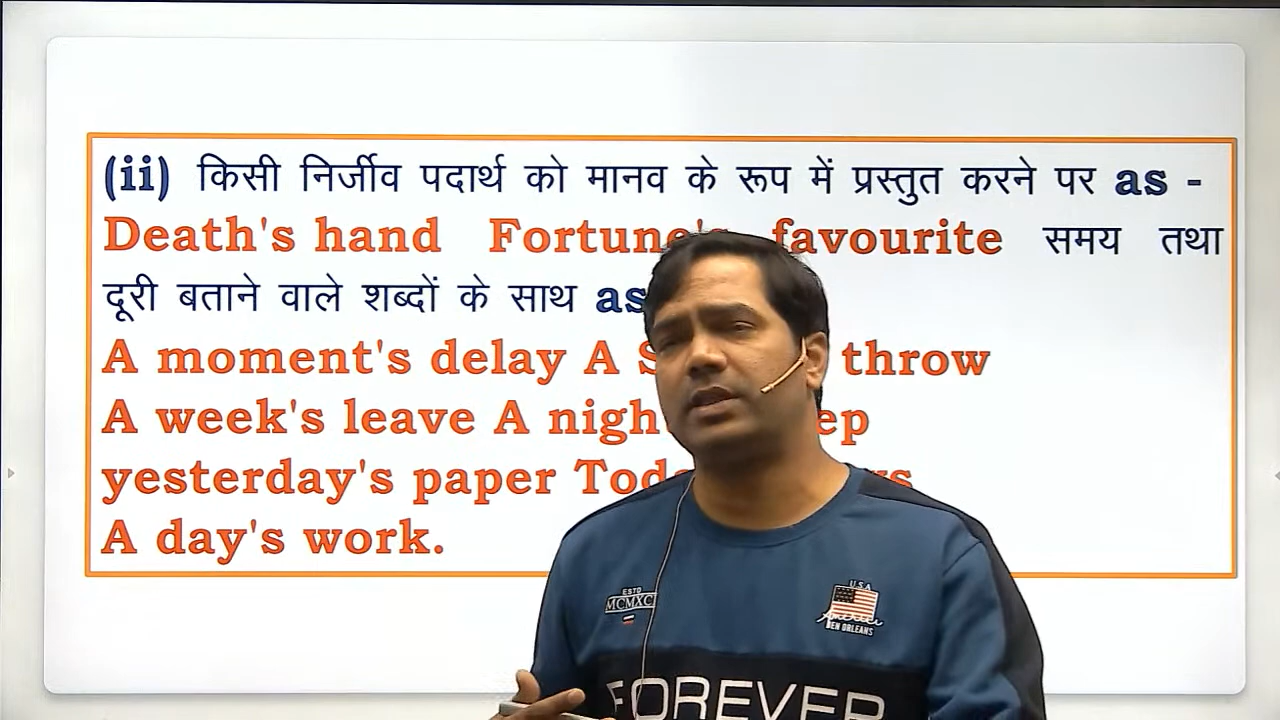 (ii) किसी निर्जीव पदार्थ को मानव के रूप में प्रस्तुत करने पर as -
Death's hand Fortune's favourite समय तथा
दूरी बताने वाले शब्दों के साथ as
A moment's delay A throw
A week's leave A
yesterday's paper
A day's work.
ESTD
MCMXC
U.S.A
America
NEW ORLEANS
FOREVER